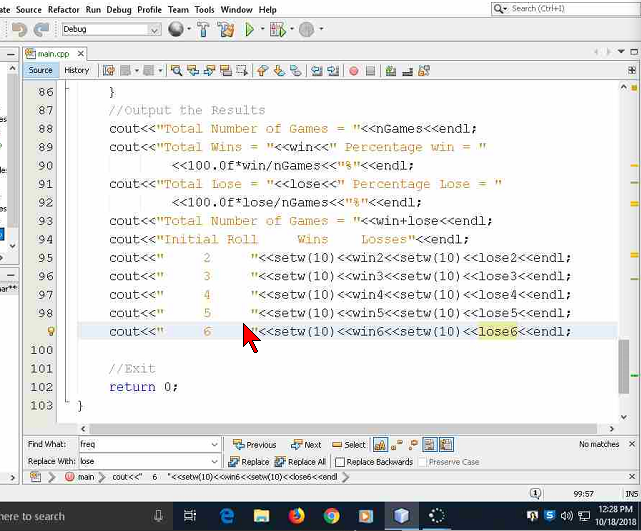 ate Source Refactor Run Debug Profile Team Tools Window Help
Search (Ctrl+I)
Debug
main.cpp
Source History
86 }
87 //Output the Results
88 cout<<"Total Number of Games = "<<nGames<<endl;
89 cout<<"Total Wins = "<<win<<" Percentage win = "
90 <<100.0f*win/nGames<<"%"<<endl;
91 cout<<"Total Lose = "<<lose<<" Percentage Lose = "
92 <<100.0f*lose/nGames<<"%"<<endl;
93 cout<<"Total Number of Games = "<<win+lose<<endl;
94 cout<<"Initial Roll Wins Losses"<<endl;
95 cout<<" 2 "<<setw(10)<<win2<<setw(10)<<lose2<<endl;
96 cout<<" 3 "<<setw(10)<<win3<<setw(10)<<lose3<<endl;
97 cout<<" 4 "<<setw(10)<<win4<<setw(10)<<lose4<<endl;
98 cout<<" 5 "<<setw(10)<<win5<<setw(10)<<lose5<<endl;
cout<<" 6 "<<setw(10)<<win6<<setw(10)<<lose6<<endl;
100
101 //Exit
102 return 0;
103 }
Find What: freq Previous Next Select No matches
Replace With: lose Replace Replace All Replace Backwards Preserve Case
main cout<<" 6 "<<setw(10)<<win6<<setw(10)<<lose6<<endl
1 99:57 INS
here to search
12:28 PM
10/18/2018